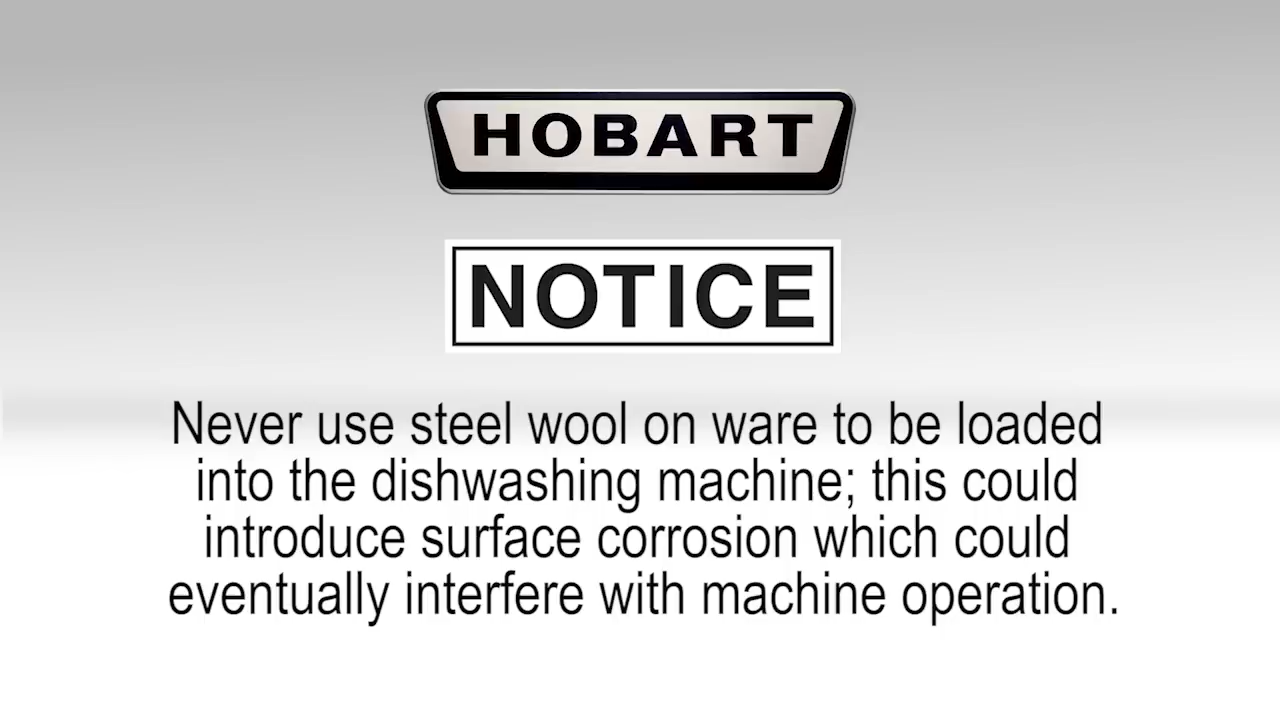 HOBART
NOTICE
Never use steel wool on ware to be loaded
into the dishwashing machine; this could
introduce surface corrosion which could
eventually interfere with machine operation.